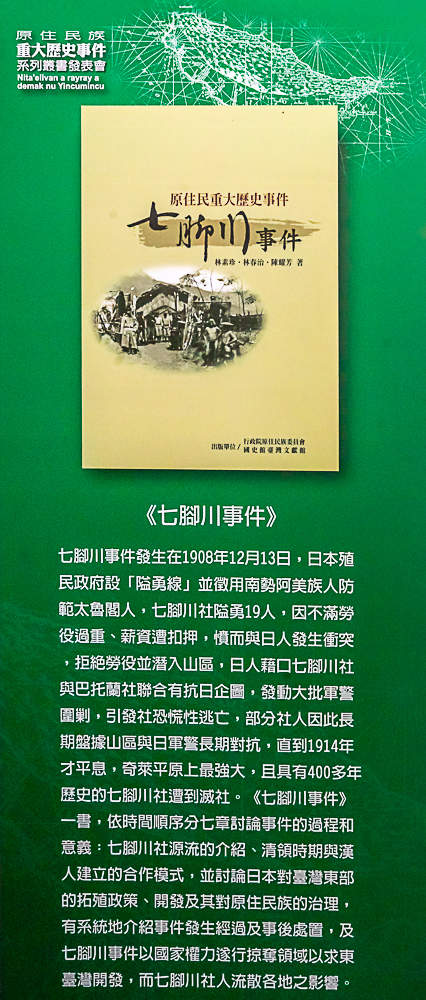 原住民族
重大歷史事件
系列叢書發表會
Nita'elivan a rayray a
demak nu Yincumincu
原住民重大歷史事件
七腳川事件
林素珍‧林春治‧陳耀芳 著
出版單位/行政院原住民族委員會
國史館臺灣文獻館
《七腳川事件》
七腳川事件發生在1908年12月13日，日本殖
民政府設「隘勇線」並徵用南勢阿美族人防
範太魯閣人，七腳川社隘勇19人，因不滿勞
役過重、薪資遭扣押，憤而與日人發生衝突
，拒絕勞役並潛入山區，日人藉口七腳川社
與巴托蘭社聯合有抗日企圖，發動大批軍警
圍剿，引發社恐慌性逃亡，部分社人因此長
期盤據山區與日軍警長期對抗，直到1914年
才平息，奇萊平原上最強大，且具有400多年
歷史的七腳川社遭到滅社。《七腳川事件》
一書，依時間順序分七章討論事件的過程和
意義：七腳川社源流的介紹、清領時期與漢
人建立的合作模式，並討論日本對臺灣東部
的拓殖政策、開發及其對原住民族的治理，
有系統地介紹事件發生經過及事後處置，及
七腳川事件以國家權力遂行掠奪領域以求東
臺灣開發，而七腳川社人流散各地之影響。